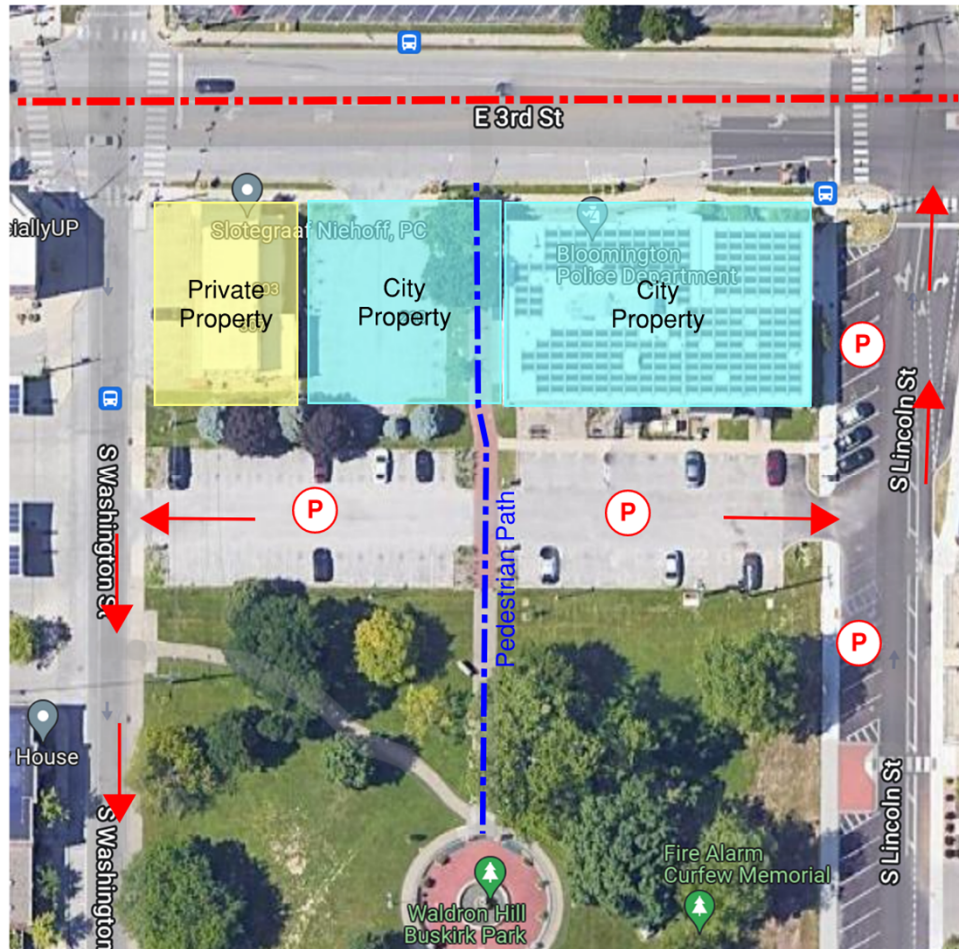 E 3rd St
ciallyUP
Slotegraaf Niehoff, PC
Bloomington
Police Department
Private
Property
City
Property
City
Property
P
S Lincoln St
S Washington St
P
P
Pedestrian Path
P
House
S Lincoln St
S Washington
Fire Alarm
Curfew Memorial
Waldron Hill
Buskirk Park